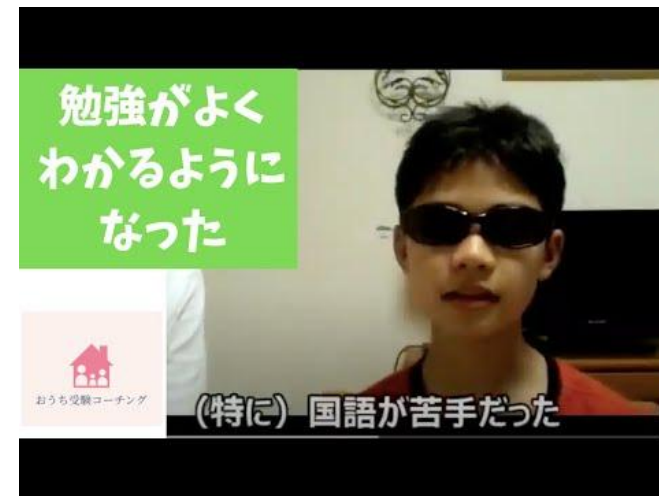 勉強がよく
わかるように
なった
おうち受験コーチング
(特に) 国語が苦手だった